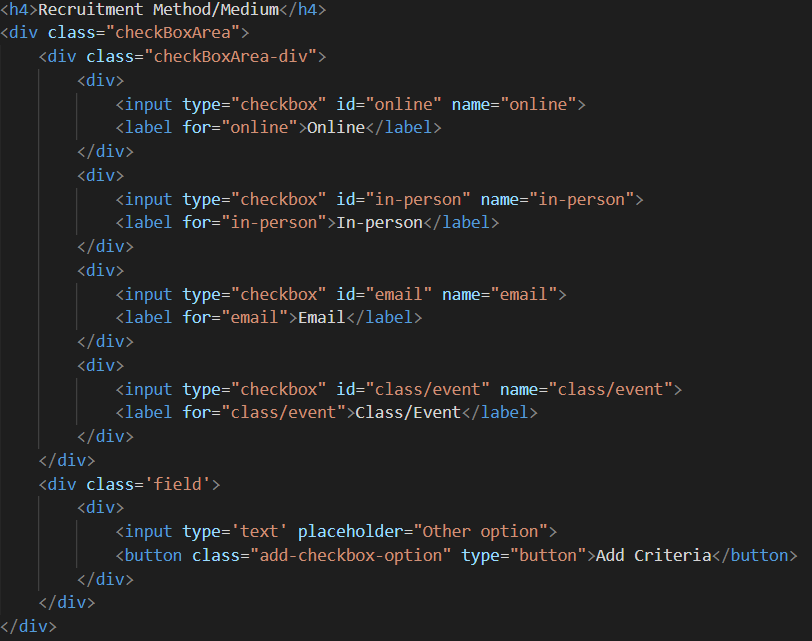 <h4>Recruitment Method/Medium</h4>
<div class="checkBoxArea">
    <div class="checkBoxArea-div">
        <div>
            <input type="checkbox" id="online" name="online">
            <label for="online">Online</label>
        </div>
        <div>
            <input type="checkbox" id="in-person" name="in-person">
            <label for="in-person">In-person</label>
        </div>
        <div>
            <input type="checkbox" id="email" name="email">
            <label for="email">Email</label>
        </div>
        <div>
            <input type="checkbox" id="class/event" name="class/event">
            <label for="class/event">Class/Event</label>
        </div>
    </div>
    <div class='field'>
        <div>
            <input type='text' placeholder="Other option">
            <button class="add-checkbox-option" type="button">Add Criteria</button>
        </div>
    </div>
</div>